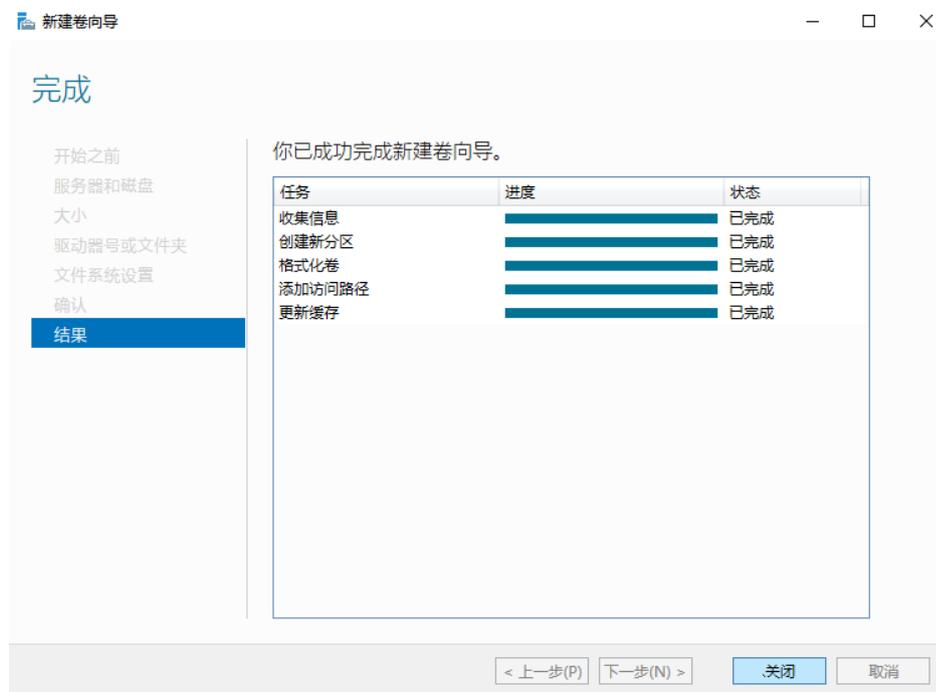 新建卷向导
完成
开始之前
服务器和磁盘
大小
驱动器号或文件夹
文件系统设置
确认
结果
你已成功完成新建卷向导。
任务 进度 状态
收集信息 已完成
创建新分区 已完成
格式化卷 已完成
添加访问路径 已完成
更新缓存 已完成
< 上一步(P) 下一步(N) > 关闭 取消